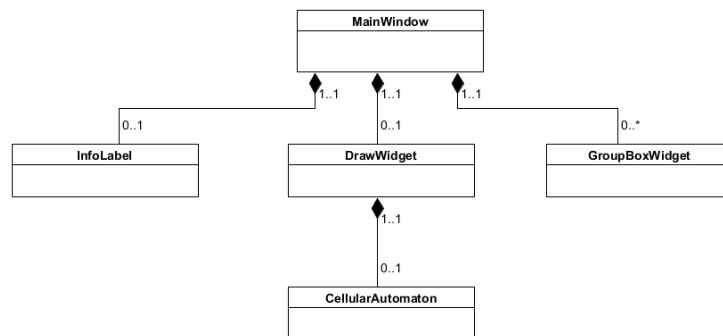 MainWindow
1..1 1..1 1..1
0..1 0..1 0..*
InfoLabel DrawWidget GroupBoxWidget
1..1
0..1
CellularAutomaton